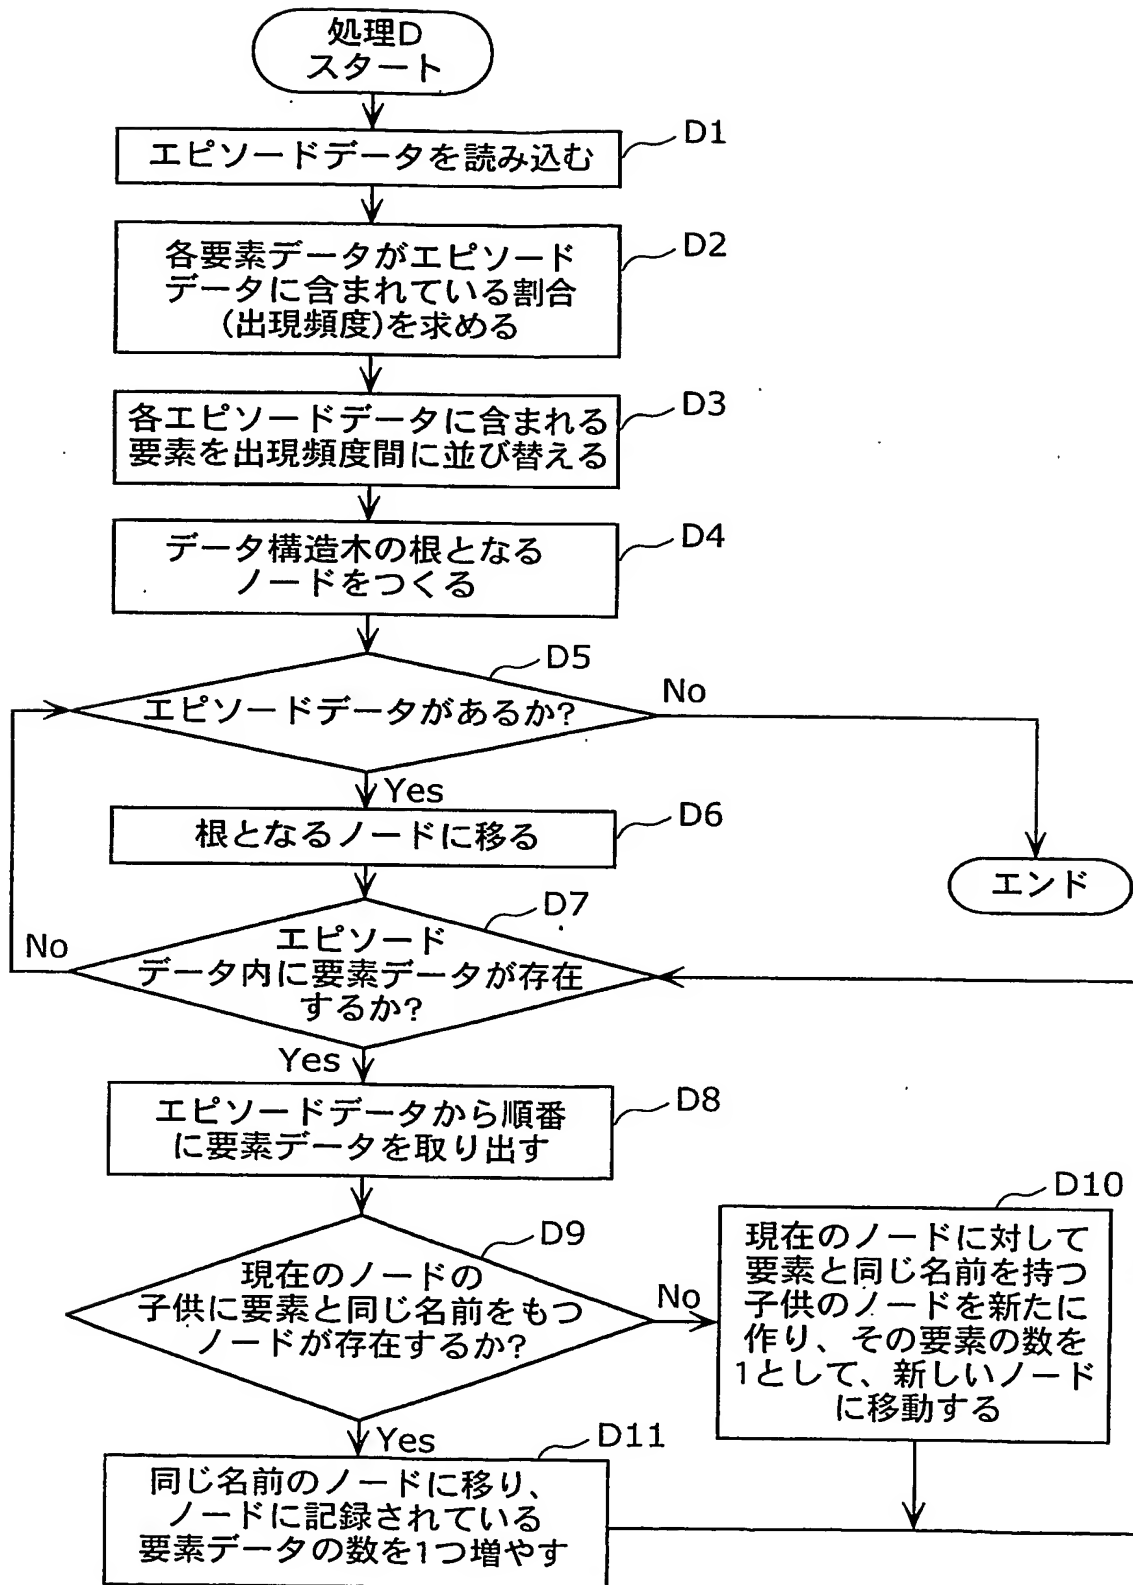 処理D
スタート
エピソードデータを読み込む
D1
各要素データがエピソード
データに含まれている割合
(出現頻度)を求める
D2
各エピソードデータに含まれる
要素を出現頻度間に並び替える
D3
データ構造木の根となる
ノードをつくる
D4
D5
エピソードデータがあるか?
No
Yes
根となるノードに移る
D6
エンド
D7
エピソード
データ内に要素データが存在
するか?
No
Yes
エピソードデータから順番
に要素データを取り出す
D8
D9
現在のノードの
子供に要素と同じ名前をもつ
ノードが存在するか?
No
Yes
D10
現在のノードに対して
要素と同じ名前を持つ
子供のノードを新たに
作り、その要素の数を
1として、新しいノード
に移動する
D11
同じ名前のノードに移り、
ノードに記録されている
要素データの数を1つ増やす